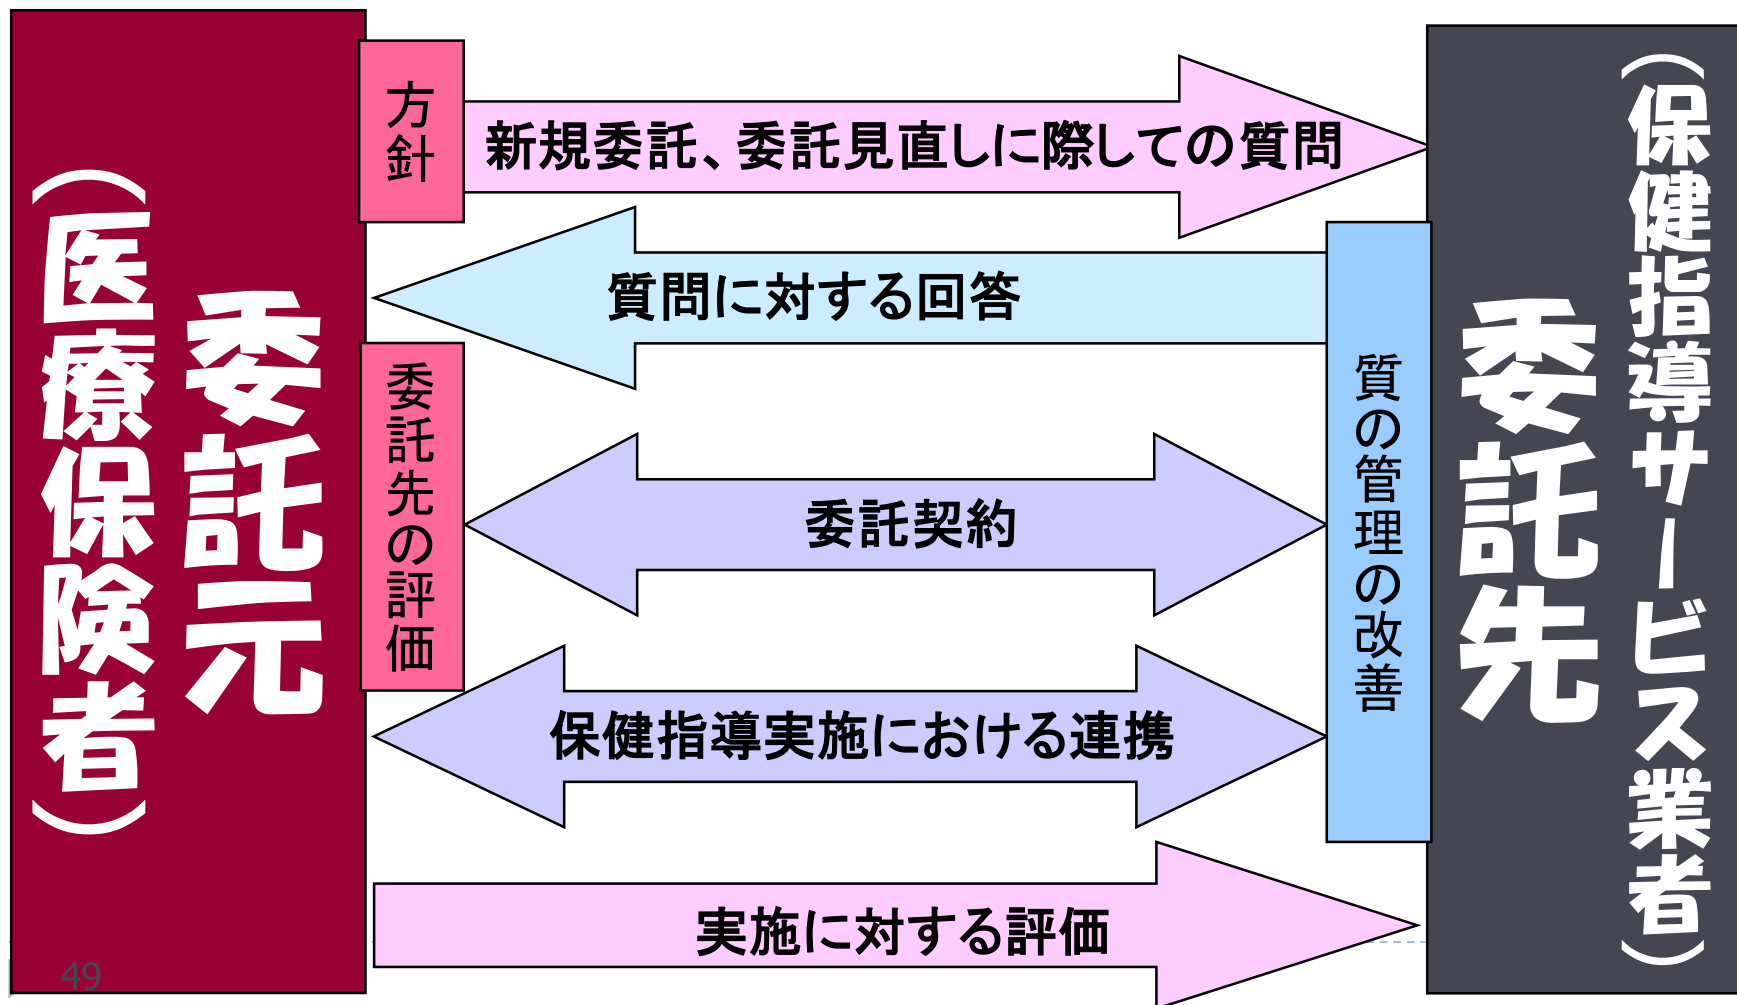 委託元
（医療保険者）
方針
新規委託、委託見直しに際しての質問
質問に対する回答
委託先の評価
委託契約
保健指導実施における連携
実施に対する評価
質の管理の改善
（保健指導サービス業者）
委託先
49